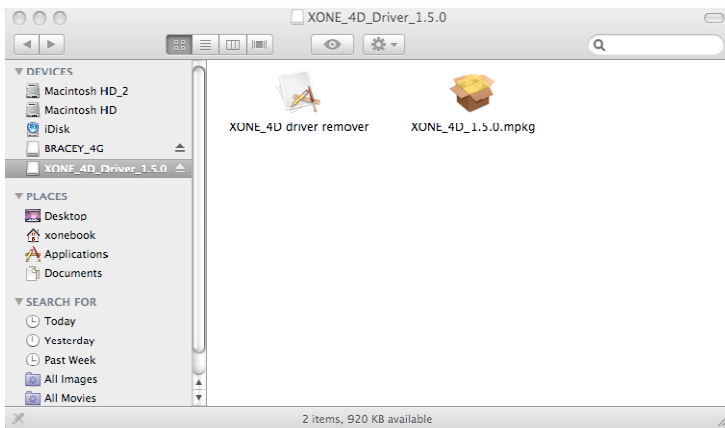 XONE_4D_Driver_1.5.0
DEVICES
Macintosh HD_2
Macintosh HD
iDisk
BRACEY_4G
XONE_4D_Driver_1.5.0
PLACES
Desktop
xonebook
Applications
Documents
SEARCH FOR
Today
Yesterday
Past Week
All Images
All Movies
XONE_4D driver remover
XONE_4D_1.5.0.mpkg
2 items, 920 KB available